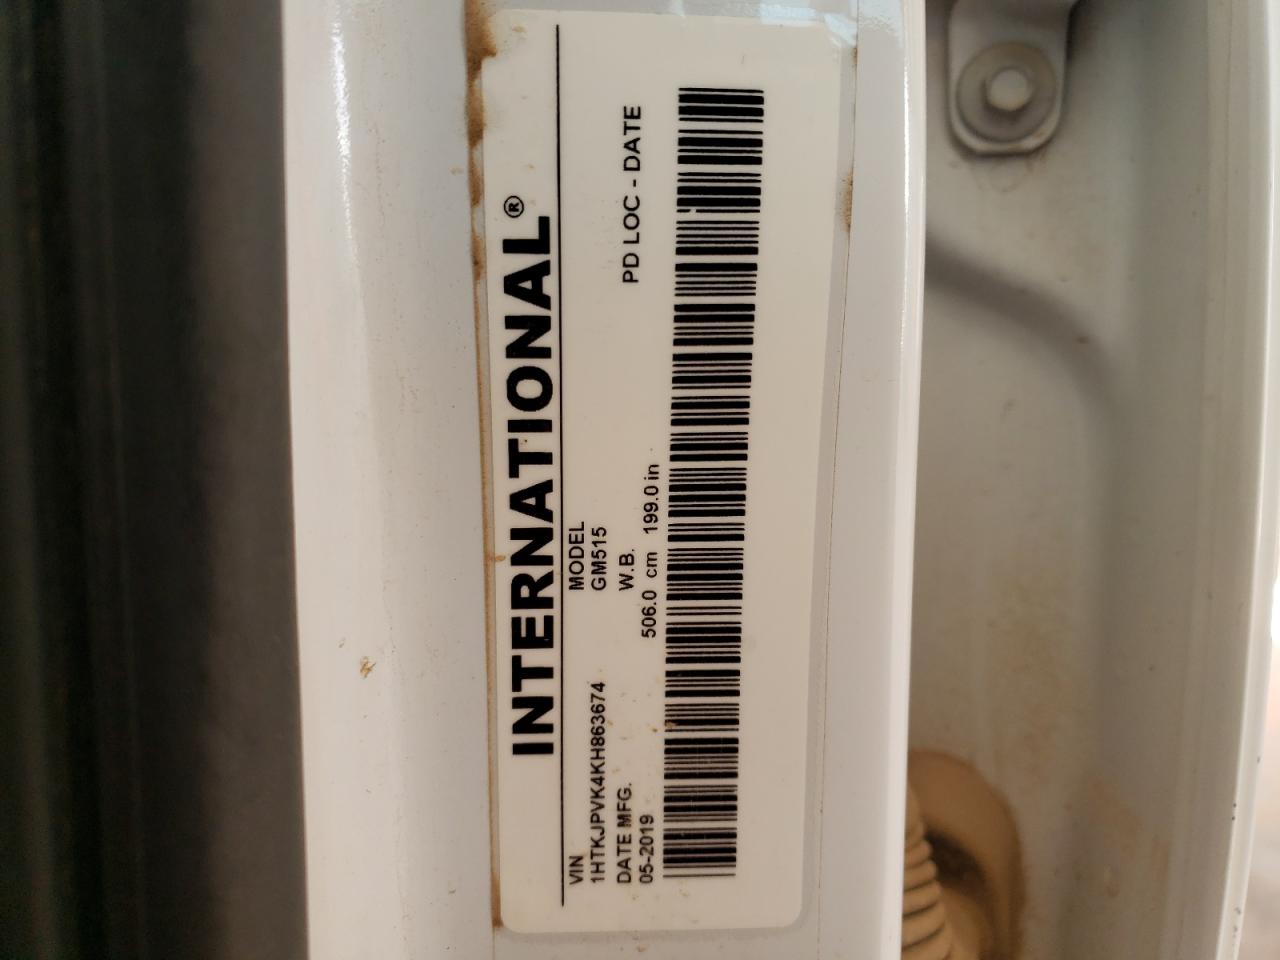 INTERNATIONAL®
VIN MODEL
1HTKJPVK4KH863674 GM515
DATE MFG. W.B. PD LOC - DATE
05-2019 506.0 cm 199.0 in